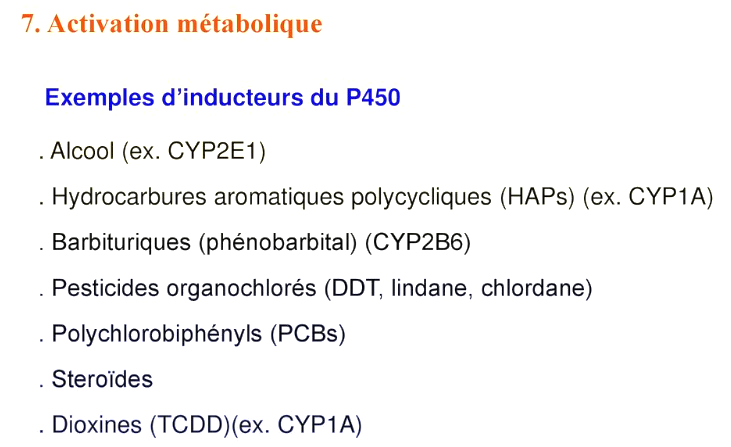 7. Activation métabolique
Exemples d'inducteurs du P450
. Alcool (ex. CYP2E1)
. Hydrocarbures aromatiques polycycliques (HAPs) (ex. CYP1A)
. Barbituriques (phénobarbital) (CYP2B6)
. Pesticides organochlorés (DDT, lindane, chlordane)
. Polychlorobiphényls (PCBs)
. Steroïdes
. Dioxines (TCDD)(ex. CYP1A)